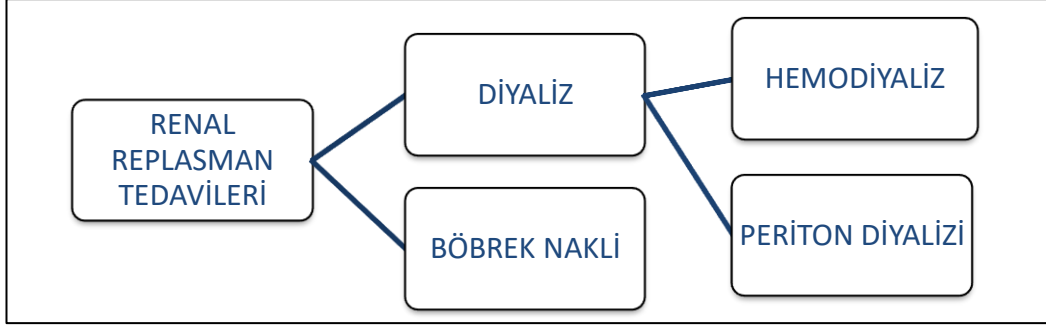 RENAL
REPLASMAN
TEDAVİLERİ
DİYALİZ
BÖBREK NAKLİ
HEMODİYALİZ
PERİTON DİYALİZİ